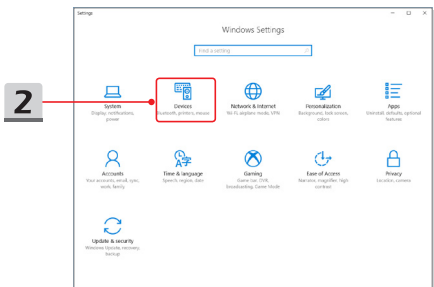 Settings
Windows Settings
Find a setting
2
System
Display, notifications,
power
Devices
Bluetooth, printers, mouse
Network & Internet
Wi-Fi, airplane mode, VPN
Personalization
Background, lock screen,
colors
Apps
Uninstall, defaults, optional
features
Accounts
Your accounts, email, sync,
work, family
Time & language
Speech, region, date
Gaming
Game bar, DVR,
broadcasting, Game Mode
Ease of Access
Narrator, magnifier, high
contrast
Privacy
Location, camera
Update & security
Windows Update, recovery,
backup